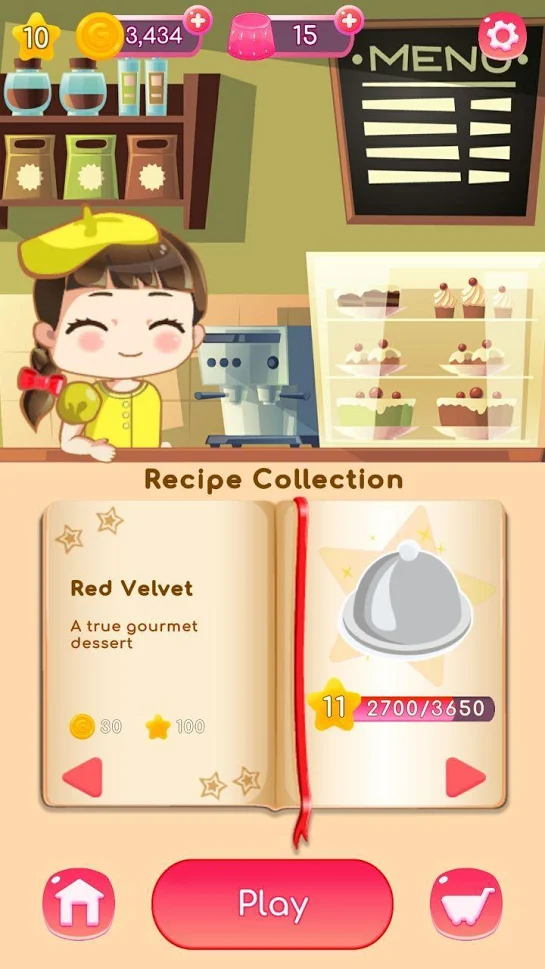 10
3,434
15
MENU
Recipe Collection
Red Velvet
A true gourmet
dessert
30
100
11
2700/3650
Play